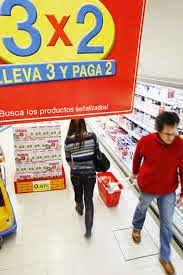 3x2
LLEVA 3 Y PAGA 2
Busca los productos señalizados!